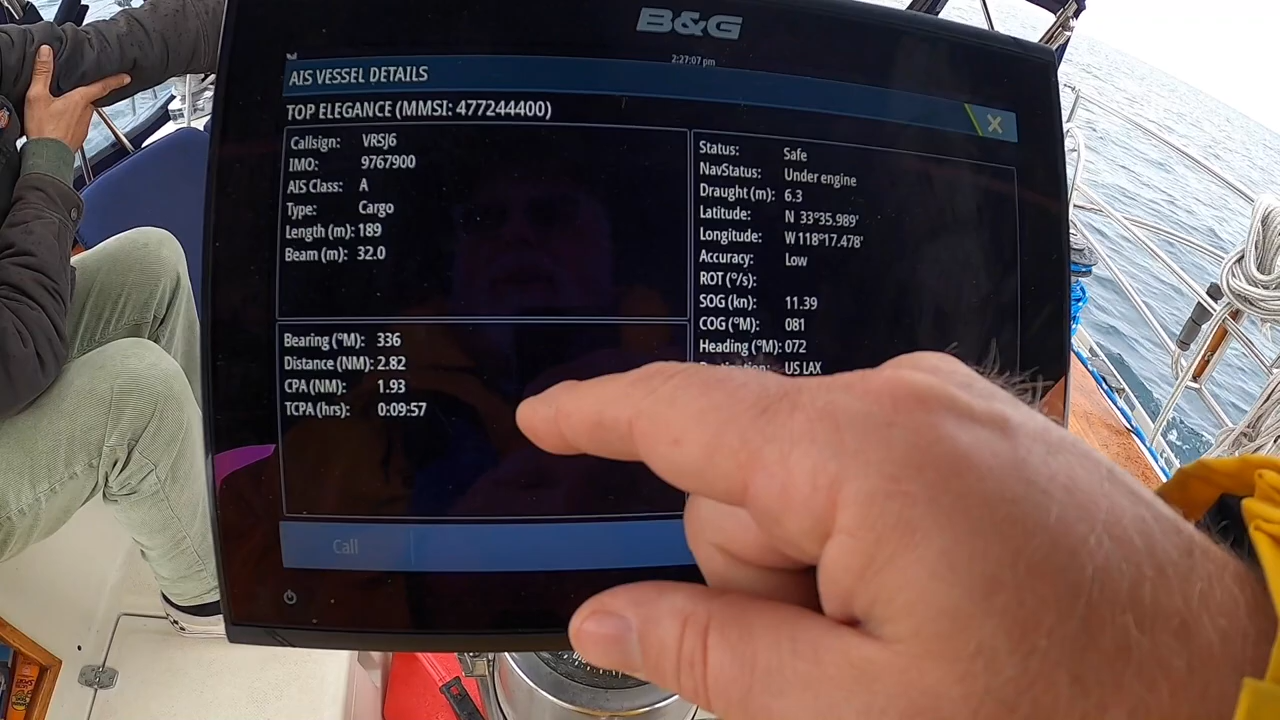 B&G
2:27:07 pm
AIS VESSEL DETAILS
TOP ELEGANCE (MMSI: 477244400)
Callsign: VRSJ6
IMO: 9767900
AIS Class: A
Type: Cargo
Length (m): 189
Beam (m): 32.0
Status: Safe
NavStatus: Under engine
Draught (m): 6.3
Latitude: N 33°35.989'
Longitude: W 118°17.478'
Accuracy: Low
ROT (°/s):
SOG (kn): 11.39
COG (°M): 081
Heading (°M): 072
Destination: US LAX
Bearing (°M): 336
Distance (NM): 2.82
CPA (NM): 1.93
TCPA (hrs): 0:09:57
Call